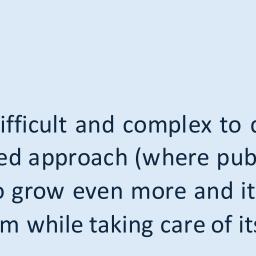 ifficult and complex to
ed approach (where pub
grow even more and it
m while taking care of its